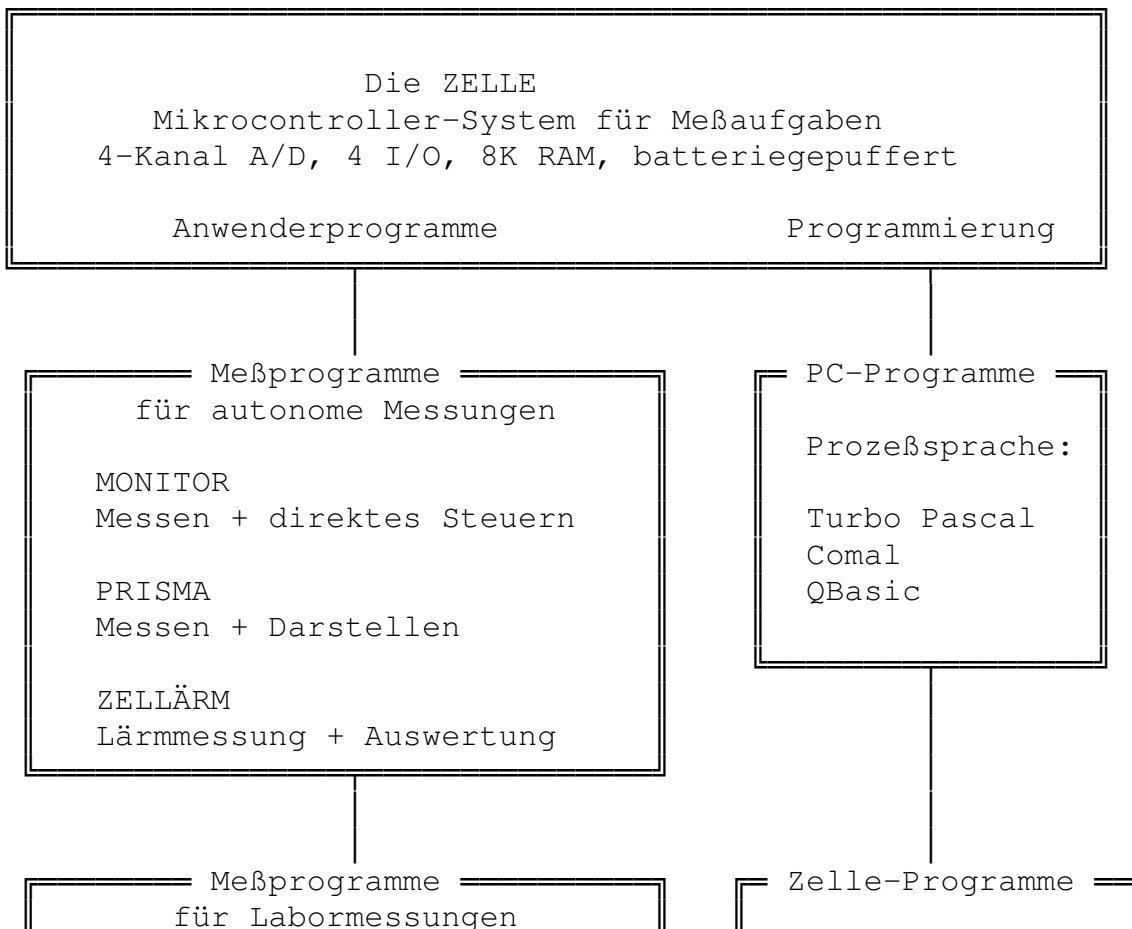 Die ZELLE
Mikrocontroller-System für Meßaufgaben
4-Kanal A/D, 4 I/O, 8K RAM, batteriegepuffert
Anwenderprogramme Programmierung
Meßprogramme
für autonome Messungen
MONITOR
Messen + direktes Steuern
PRISMA
Messen + Darstellen
ZELLÄRM
Lärmmessung + Auswertung
PC-Programme
Prozeßsprache:
Turbo Pascal
Comal
QBasic
Meßprogramme
für Labormessungen
Zelle-Programme